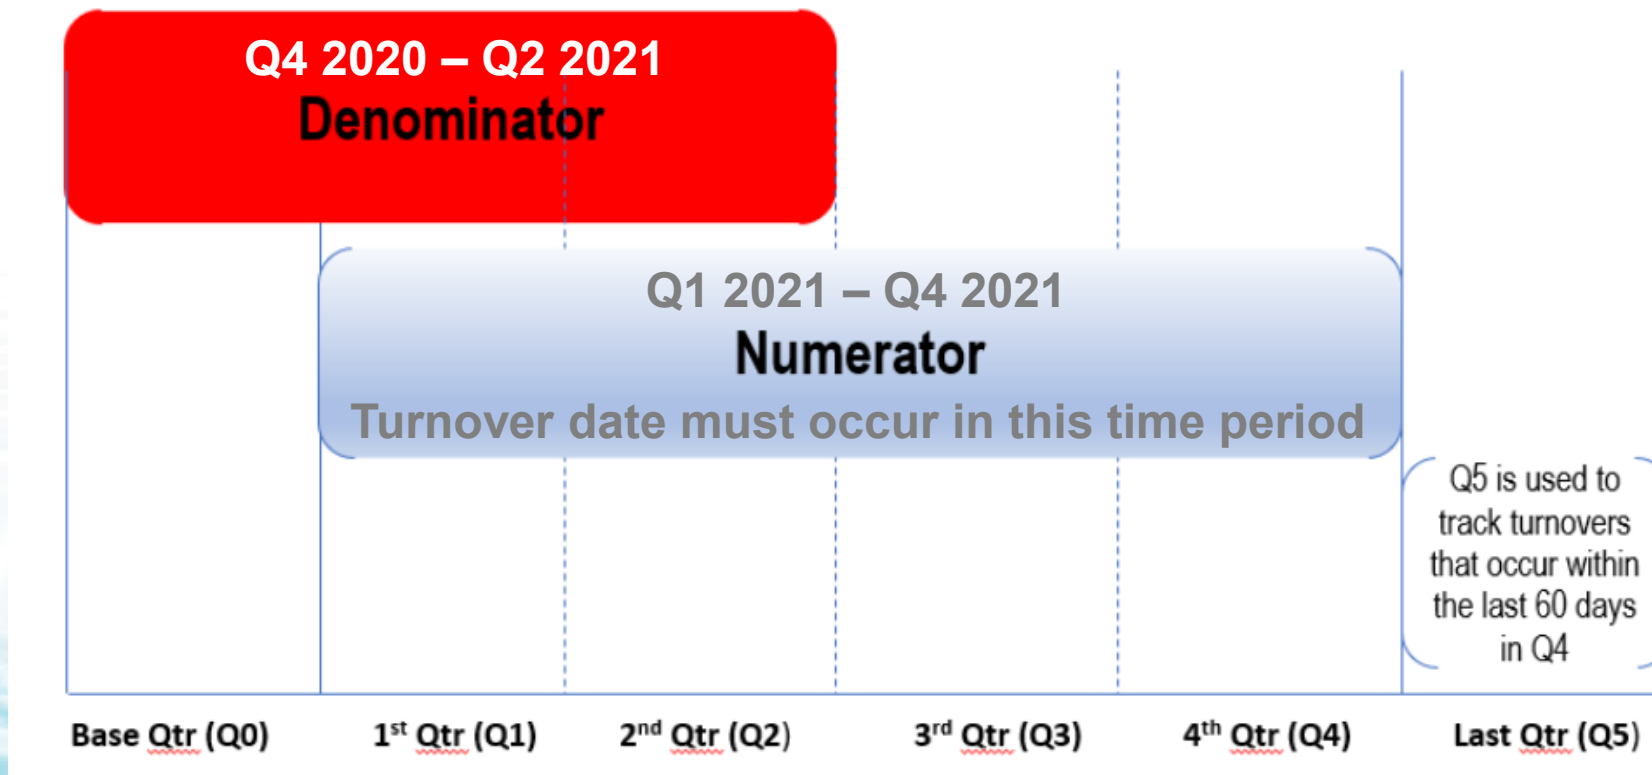 Q4 2020 – Q2 2021
Denominator
Q1 2021 – Q4 2021
Numerator
Turnover date must occur in this time period
Q5 is used to
track turnovers
that occur within
the last 60 days
in Q4
Base Qtr (Q0) 1st Qtr (Q1) 2nd Qtr (Q2) 3rd Qtr (Q3) 4th Qtr (Q4) Last Qtr (Q5)